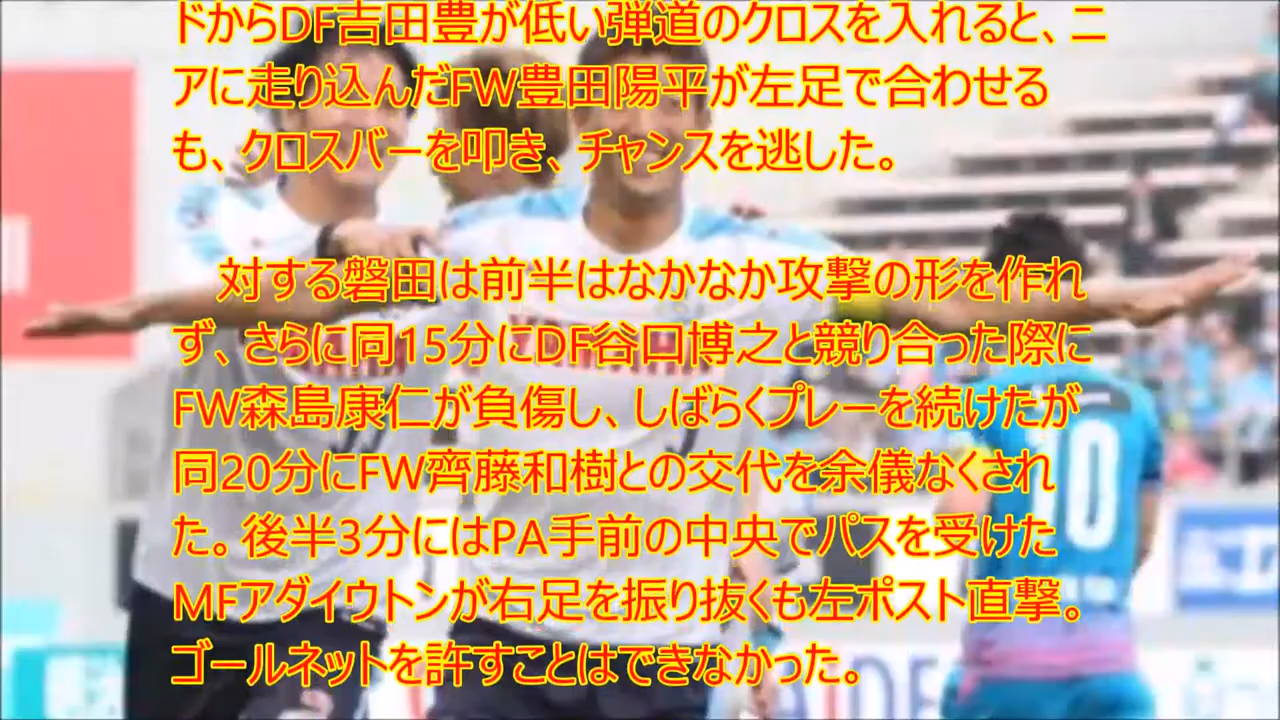 ドからDF吉田豊が低い弾道のクロスを入れると、ニ
アに走り込んだFW豊田陽平が左足で合わせる
も、クロスバーを叩き、チャンスを逃した。
対する磐田は前半はなかなか攻撃の形を作れ
ず、さらに同15分にDF谷口博之と競り合った際に
FW森島康仁が負傷し、しばらくプレーを続けたが
同20分にFW齊藤和樹との交代を余儀なくされ
た。後半3分にはPA手前の中央でパスを受けた
MFアダイウトンが右足を振り抜くも左ポスト直撃。
ゴールネットを許すことはできなかった。
10